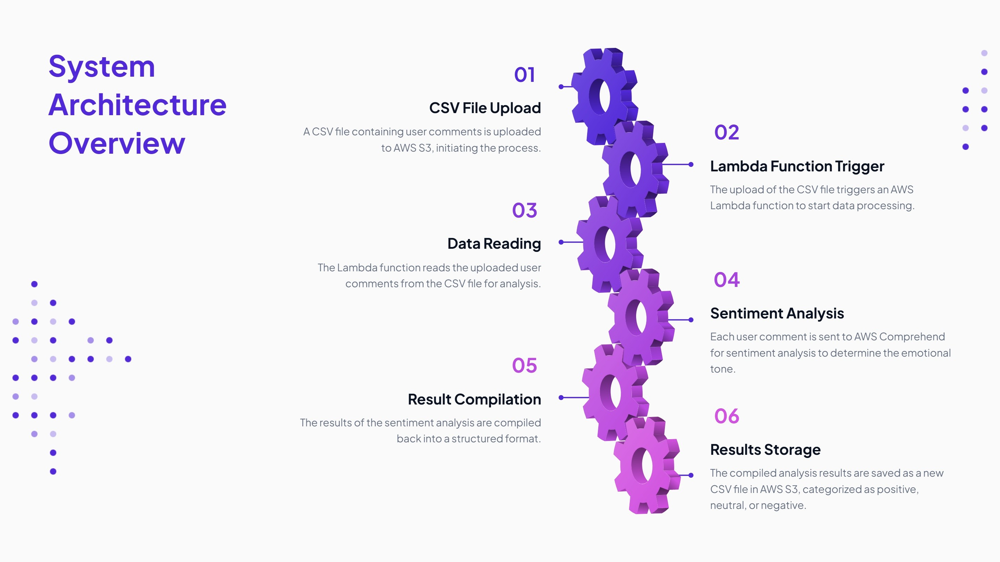 System
Architecture
Overview
01
CSV File Upload
A CSV file containing user comments is uploaded
to AWS S3, initiating the process.
02
Lambda Function Trigger
The upload of the CSV file triggers an AWS
Lambda function to start data processing.
03
Data Reading
The Lambda function reads the uploaded user
comments from the CSV file for analysis.
04
Sentiment Analysis
Each user comment is sent to AWS Comprehend
for sentiment analysis to determine the emotional
tone.
05
Result Compilation
The results of the sentiment analysis are compiled
back into a structured format.
06
Results Storage
The compiled analysis results are saved as a new
CSV file in AWS S3, categorized as positive,
neutral, or negative.